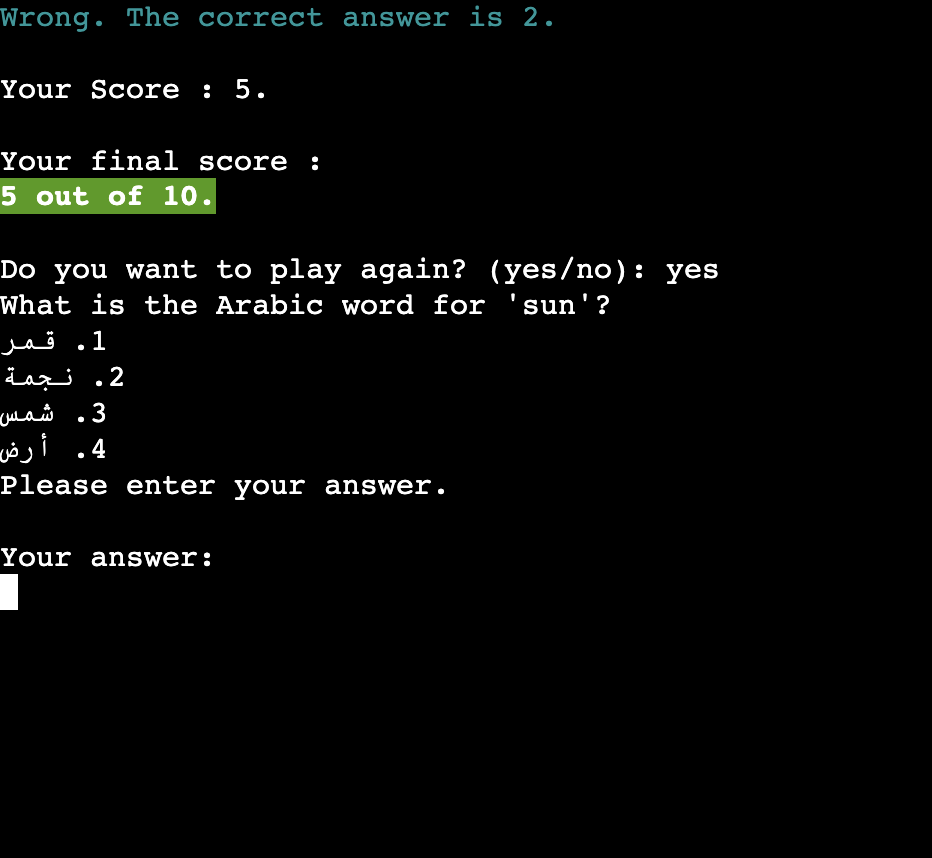 Wrong. The correct answer is 2.
Your Score : 5.
Your final score :
5 out of 10.
Do you want to play again? (yes/no): yes
What is the Arabic word for 'sun'?
1. قمر
2. نجمة
3. شمس
4. أرض
Please enter your answer.
Your answer: